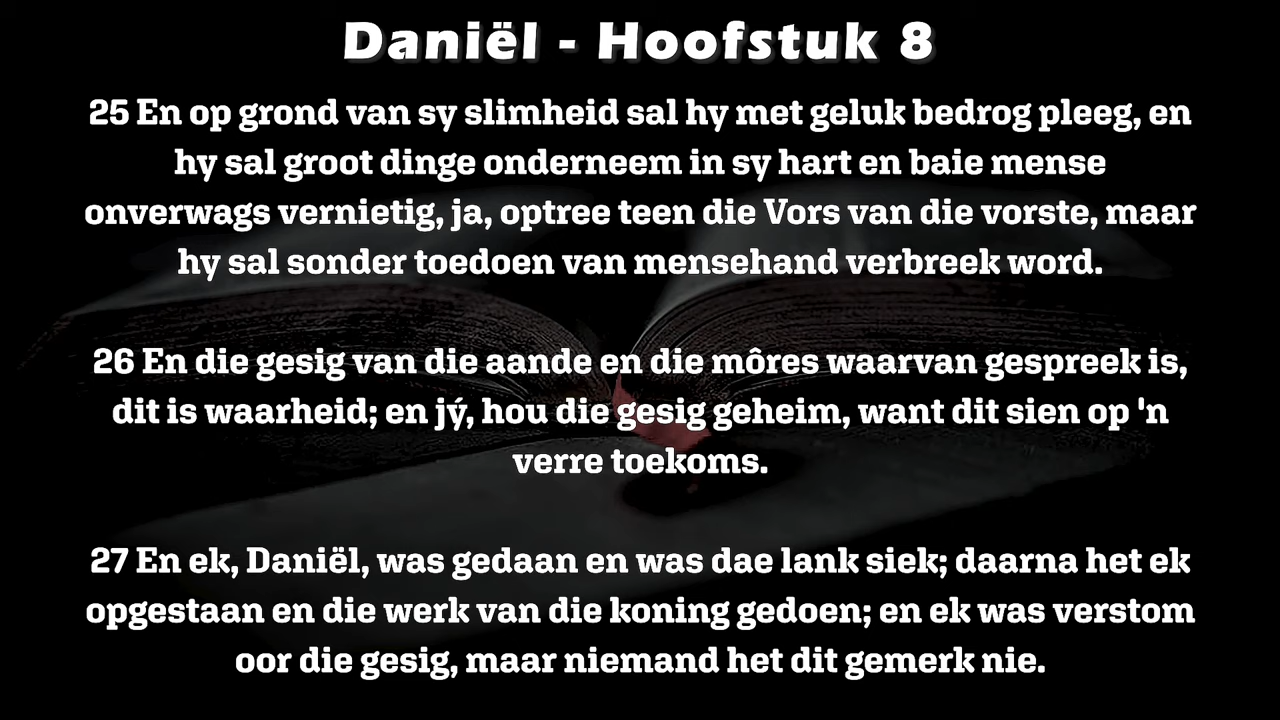 Daniël - Hoofstuk 8
25 En op grond van sy slimheid sal hy met geluk bedrog pleeg, en
hy sal groot dinge onderneem in sy hart en baie mense
onverwags vernietig, ja, optree teen die Vors van die vorste, maar
hy sal sonder toedoen van mensehand verbreek word.
26 En die gesig van die aande en die môres waarvan gespreek is,
dit is waarheid; en jý, hou die gesig geheim, want dit sien op 'n
verre toekoms.
27 En ek, Daniël, was gedaan en was dae lank siek; daarna het ek
opgestaan en die werk van die koning gedoen; en ek was verstom
oor die gesig, maar niemand het dit gemerk nie.